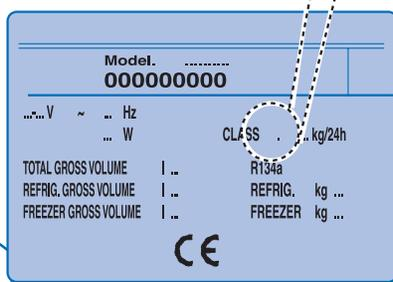 Model. ..........
000000000
...-... V ~ ... Hz
... W CLASS . ... kg/24h
TOTAL GROSS VOLUME l ... R134a
REFRIG. GROSS VOLUME l ... REFRIG. kg ...
FREEZER GROSS VOLUME l ... FREEZER kg ...
CE